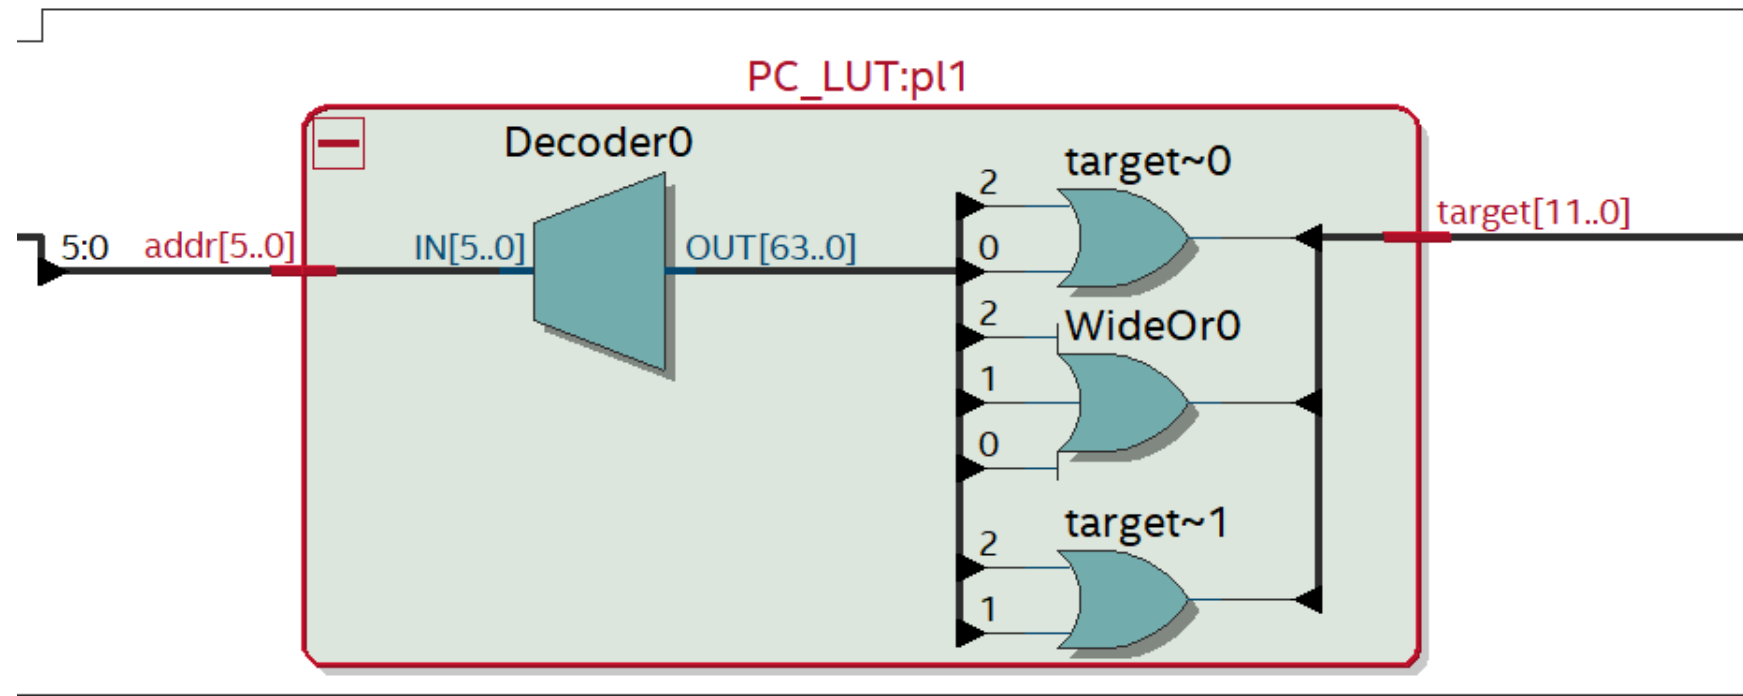 PC_LUT:pl1
Decoder0
target~0
2
target[11..0]
5:0
addr[5..0]
IN[5..0]
OUT[63..0]
0
2
WideOr0
1
0
target~1
2
1